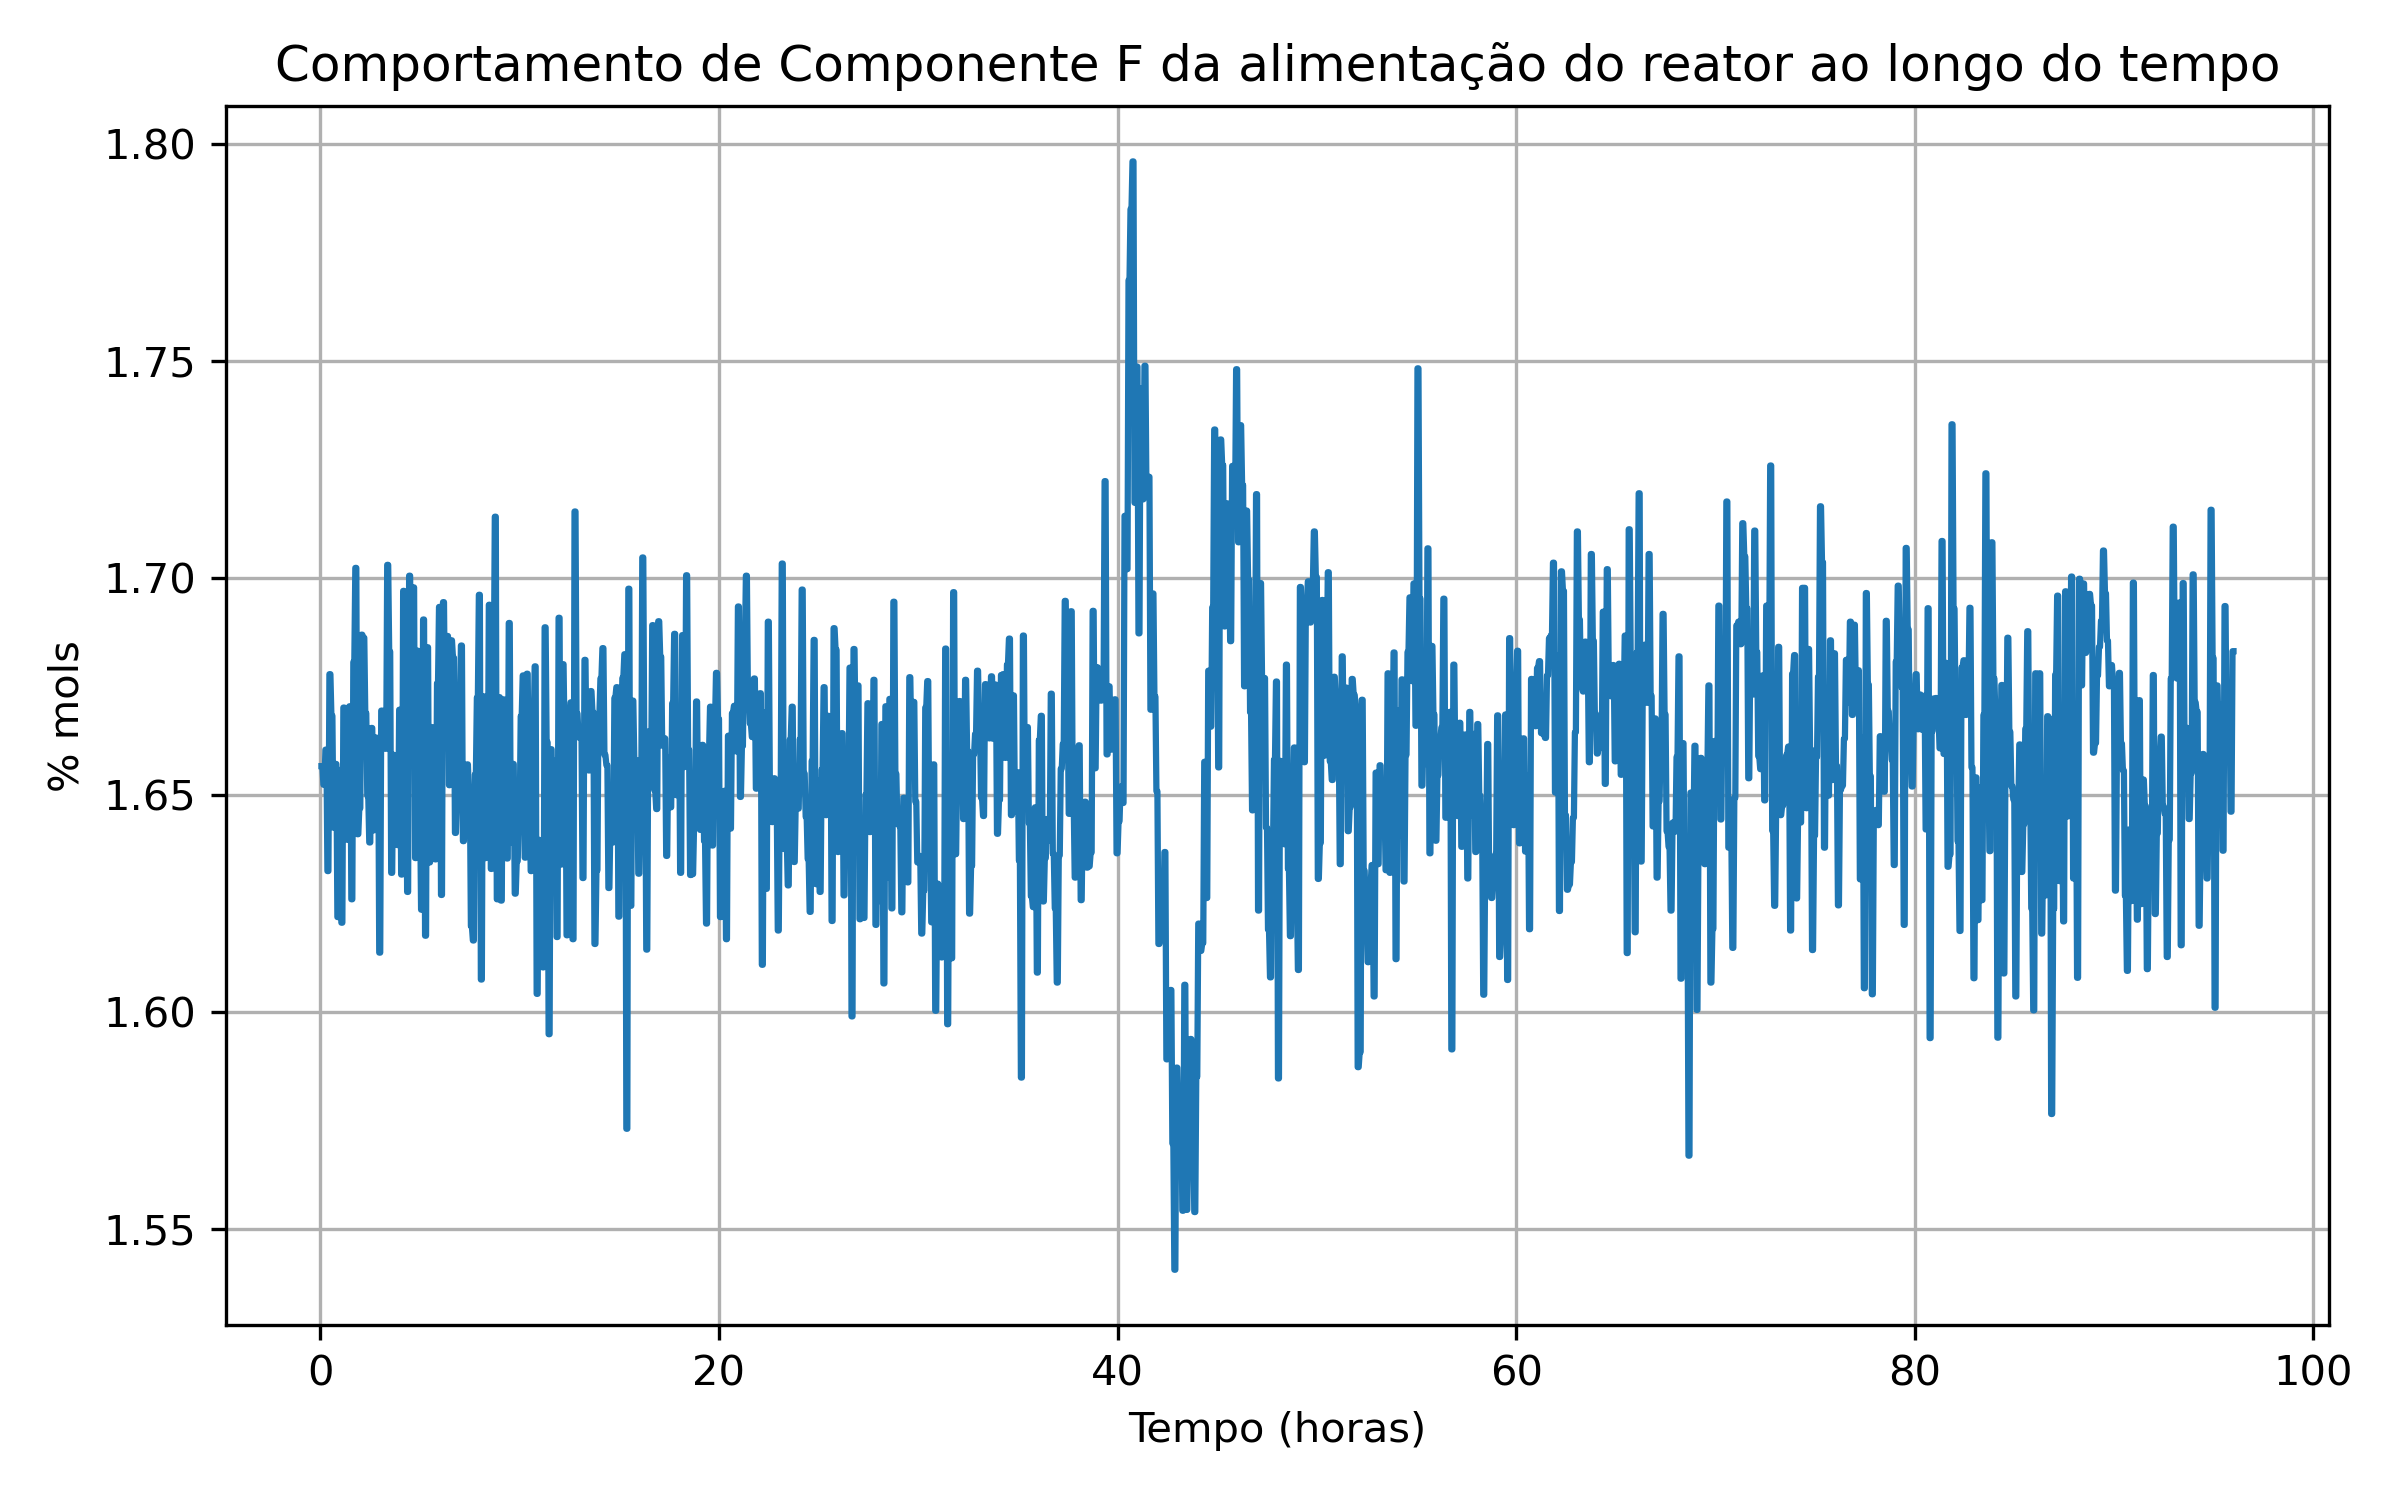 Comportamento de Componente F da alimentação do reator ao longo do tempo
% mols
1.80
1.75
1.70
1.65
1.60
1.55
0 20 40 60 80 100
Tempo (horas)